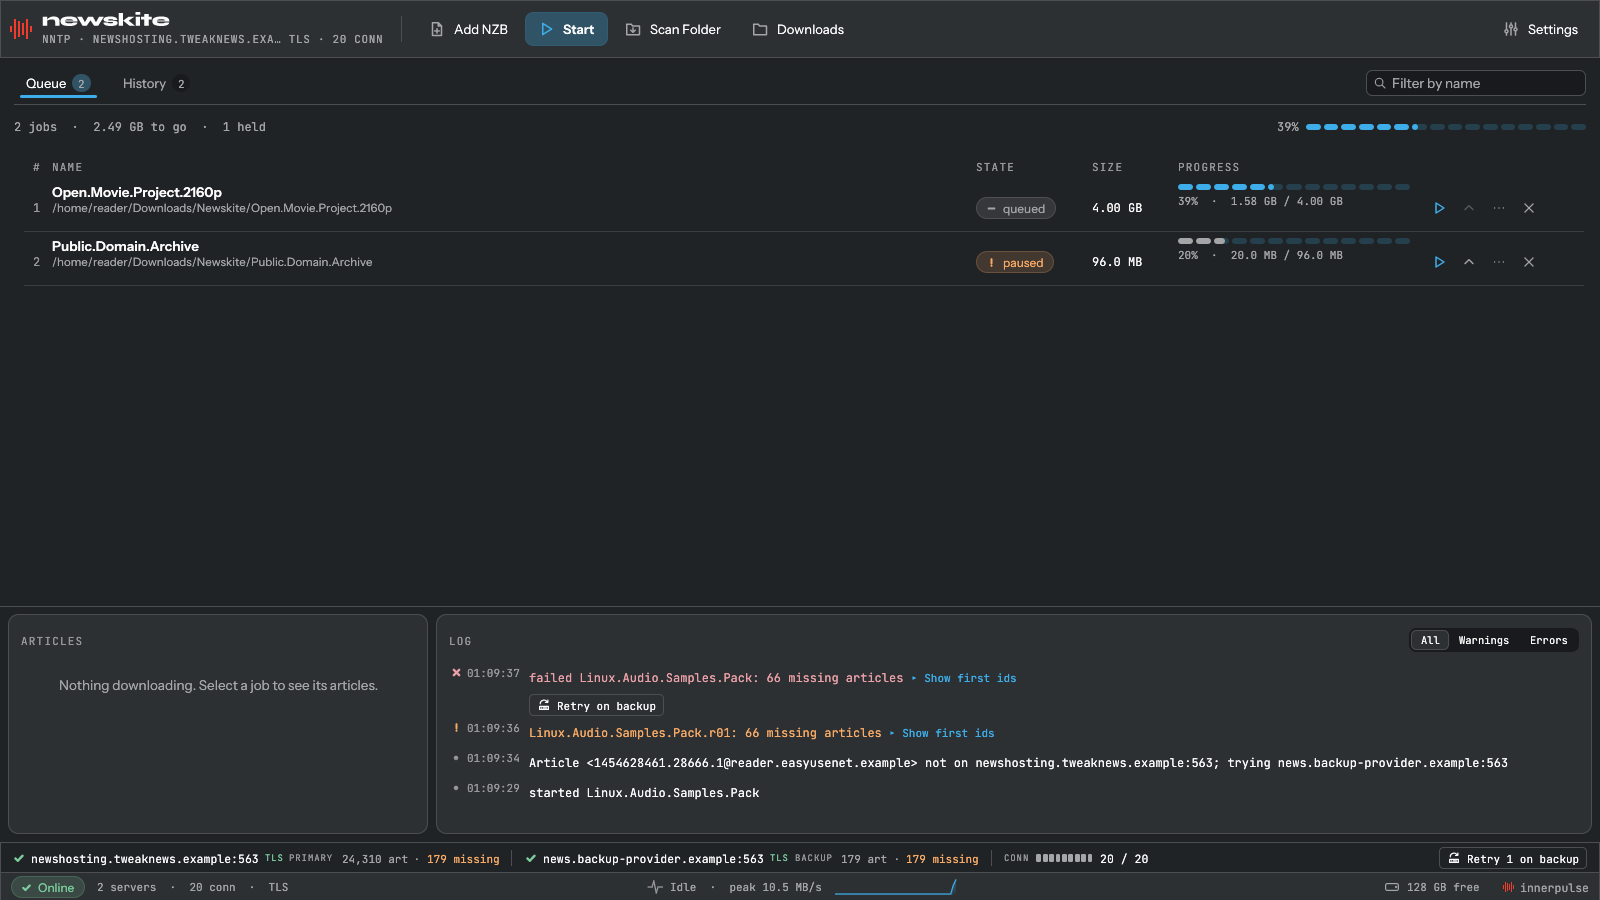 newskite
NNTP · NEWSHOSTING.TWEAKNEWS.EXA… TLS · 20 CONN
Add NZB
Start
Scan Folder
Downloads
Settings
Queue 2
History 2
Filter by name
2 jobs · 2.49 GB to go · 1 held
39%
# NAME STATE SIZE PROGRESS
Open.Movie.Project.2160p
1 /home/reader/Downloads/Newskite/Open.Movie.Project.2160p
queued
4.00 GB
39% · 1.58 GB / 4.00 GB
Public.Domain.Archive
2 /home/reader/Downloads/Newskite/Public.Domain.Archive
! paused
96.0 MB
20% · 20.0 MB / 96.0 MB
ARTICLES
Nothing downloading. Select a job to see its articles.
LOG
All Warnings Errors
01:09:37 failed Linux.Audio.Samples.Pack: 66 missing articles ▸ Show first ids
Retry on backup
! 01:09:36 Linux.Audio.Samples.Pack.r01: 66 missing articles ▸ Show first ids
• 01:09:34 Article <1454628461.28666.1@reader.easyusenet.example> not on newshosting.tweaknews.example:563; trying news.backup-provider.example:563
• 01:09:29 started Linux.Audio.Samples.Pack
newshosting.tweaknews.example:563 TLS PRIMARY 24,310 art · 179 missing
news.backup-provider.example:563 TLS BACKUP 179 art · 179 missing
CONN 20 / 20
Retry 1 on backup
Online
2 servers · 20 conn · TLS
Idle · peak 10.5 MB/s
128 GB free
innerpulse